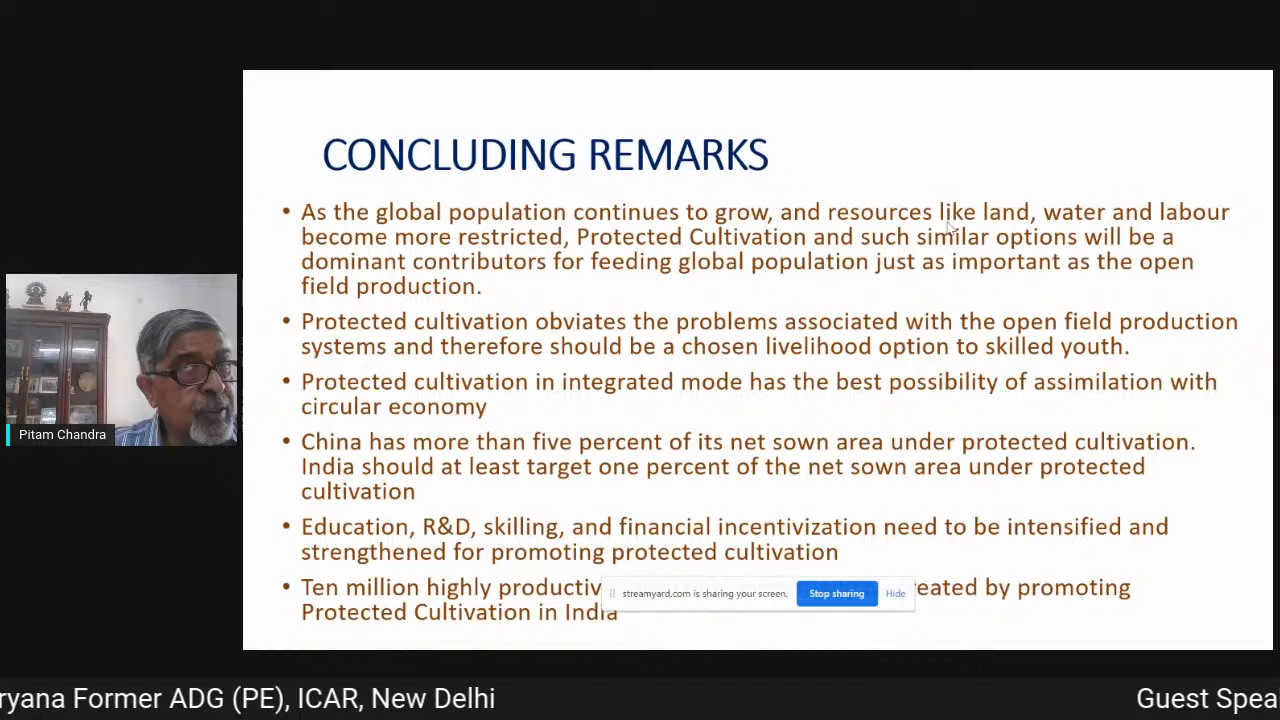 CONCLUDING REMARKS
• As the global population continues to grow, and resources like land, water and labour
become more restricted, Protected Cultivation and such similar options will be a
dominant contributors for feeding global population just as important as the open
field production.
• Protected cultivation obviates the problems associated with the open field production
systems and therefore should be a chosen livelihood option to skilled youth.
• Protected cultivation in integrated mode has the best possibility of assimilation with
circular economy
• China has more than five percent of its net sown area under protected cultivation.
India should at least target one percent of the net sown area under protected
cultivation
• Education, R&D, skilling, and financial incentivization need to be intensified and
strengthened for promoting protected cultivation
• Ten million highly productiv reated by promoting
Protected Cultivation in India
streamyard.com is sharing your screen. Stop sharing Hide
Pitam Chandra
ryana Former ADG (PE), ICAR, New Delhi Guest Spea